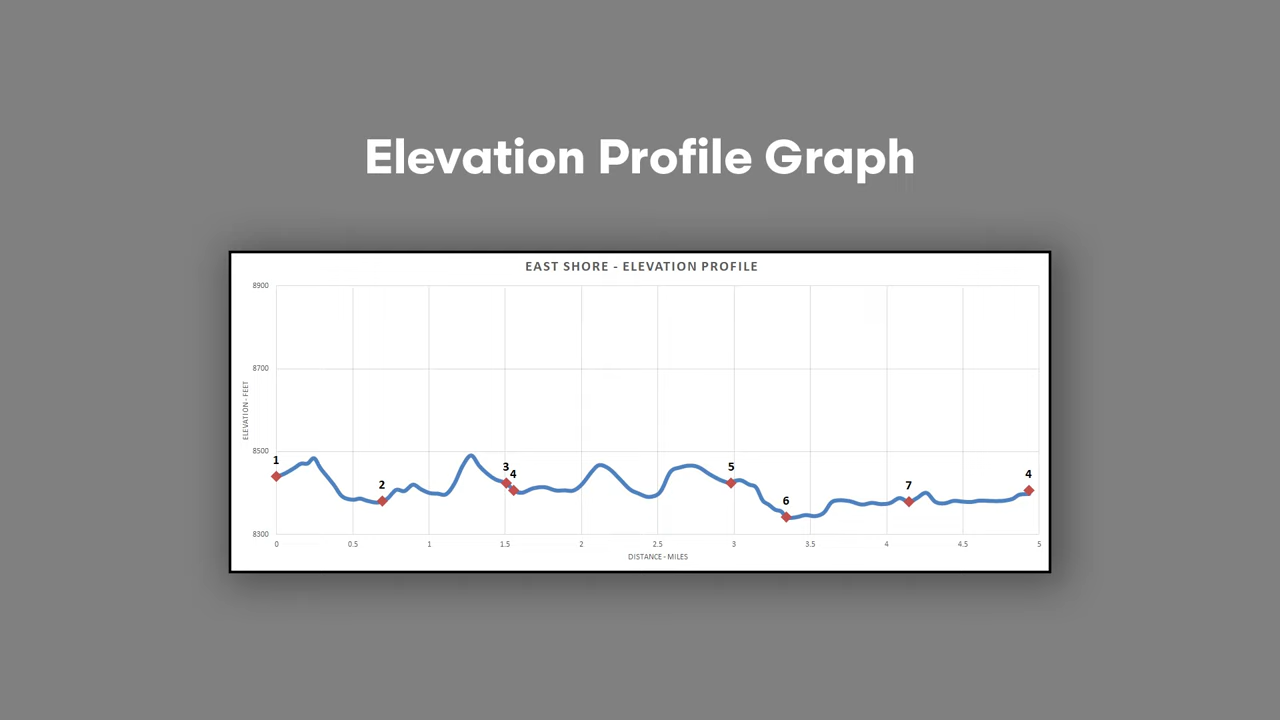 Elevation Profile Graph
EAST SHORE - ELEVATION PROFILE
8900
8700
8500
8300
ELEVATION - FEET
1
2
3
4
5
6
7
4
0 0.5 1 1.5 2 2.5 3 3.5 4 4.5 5
DISTANCE - MILES